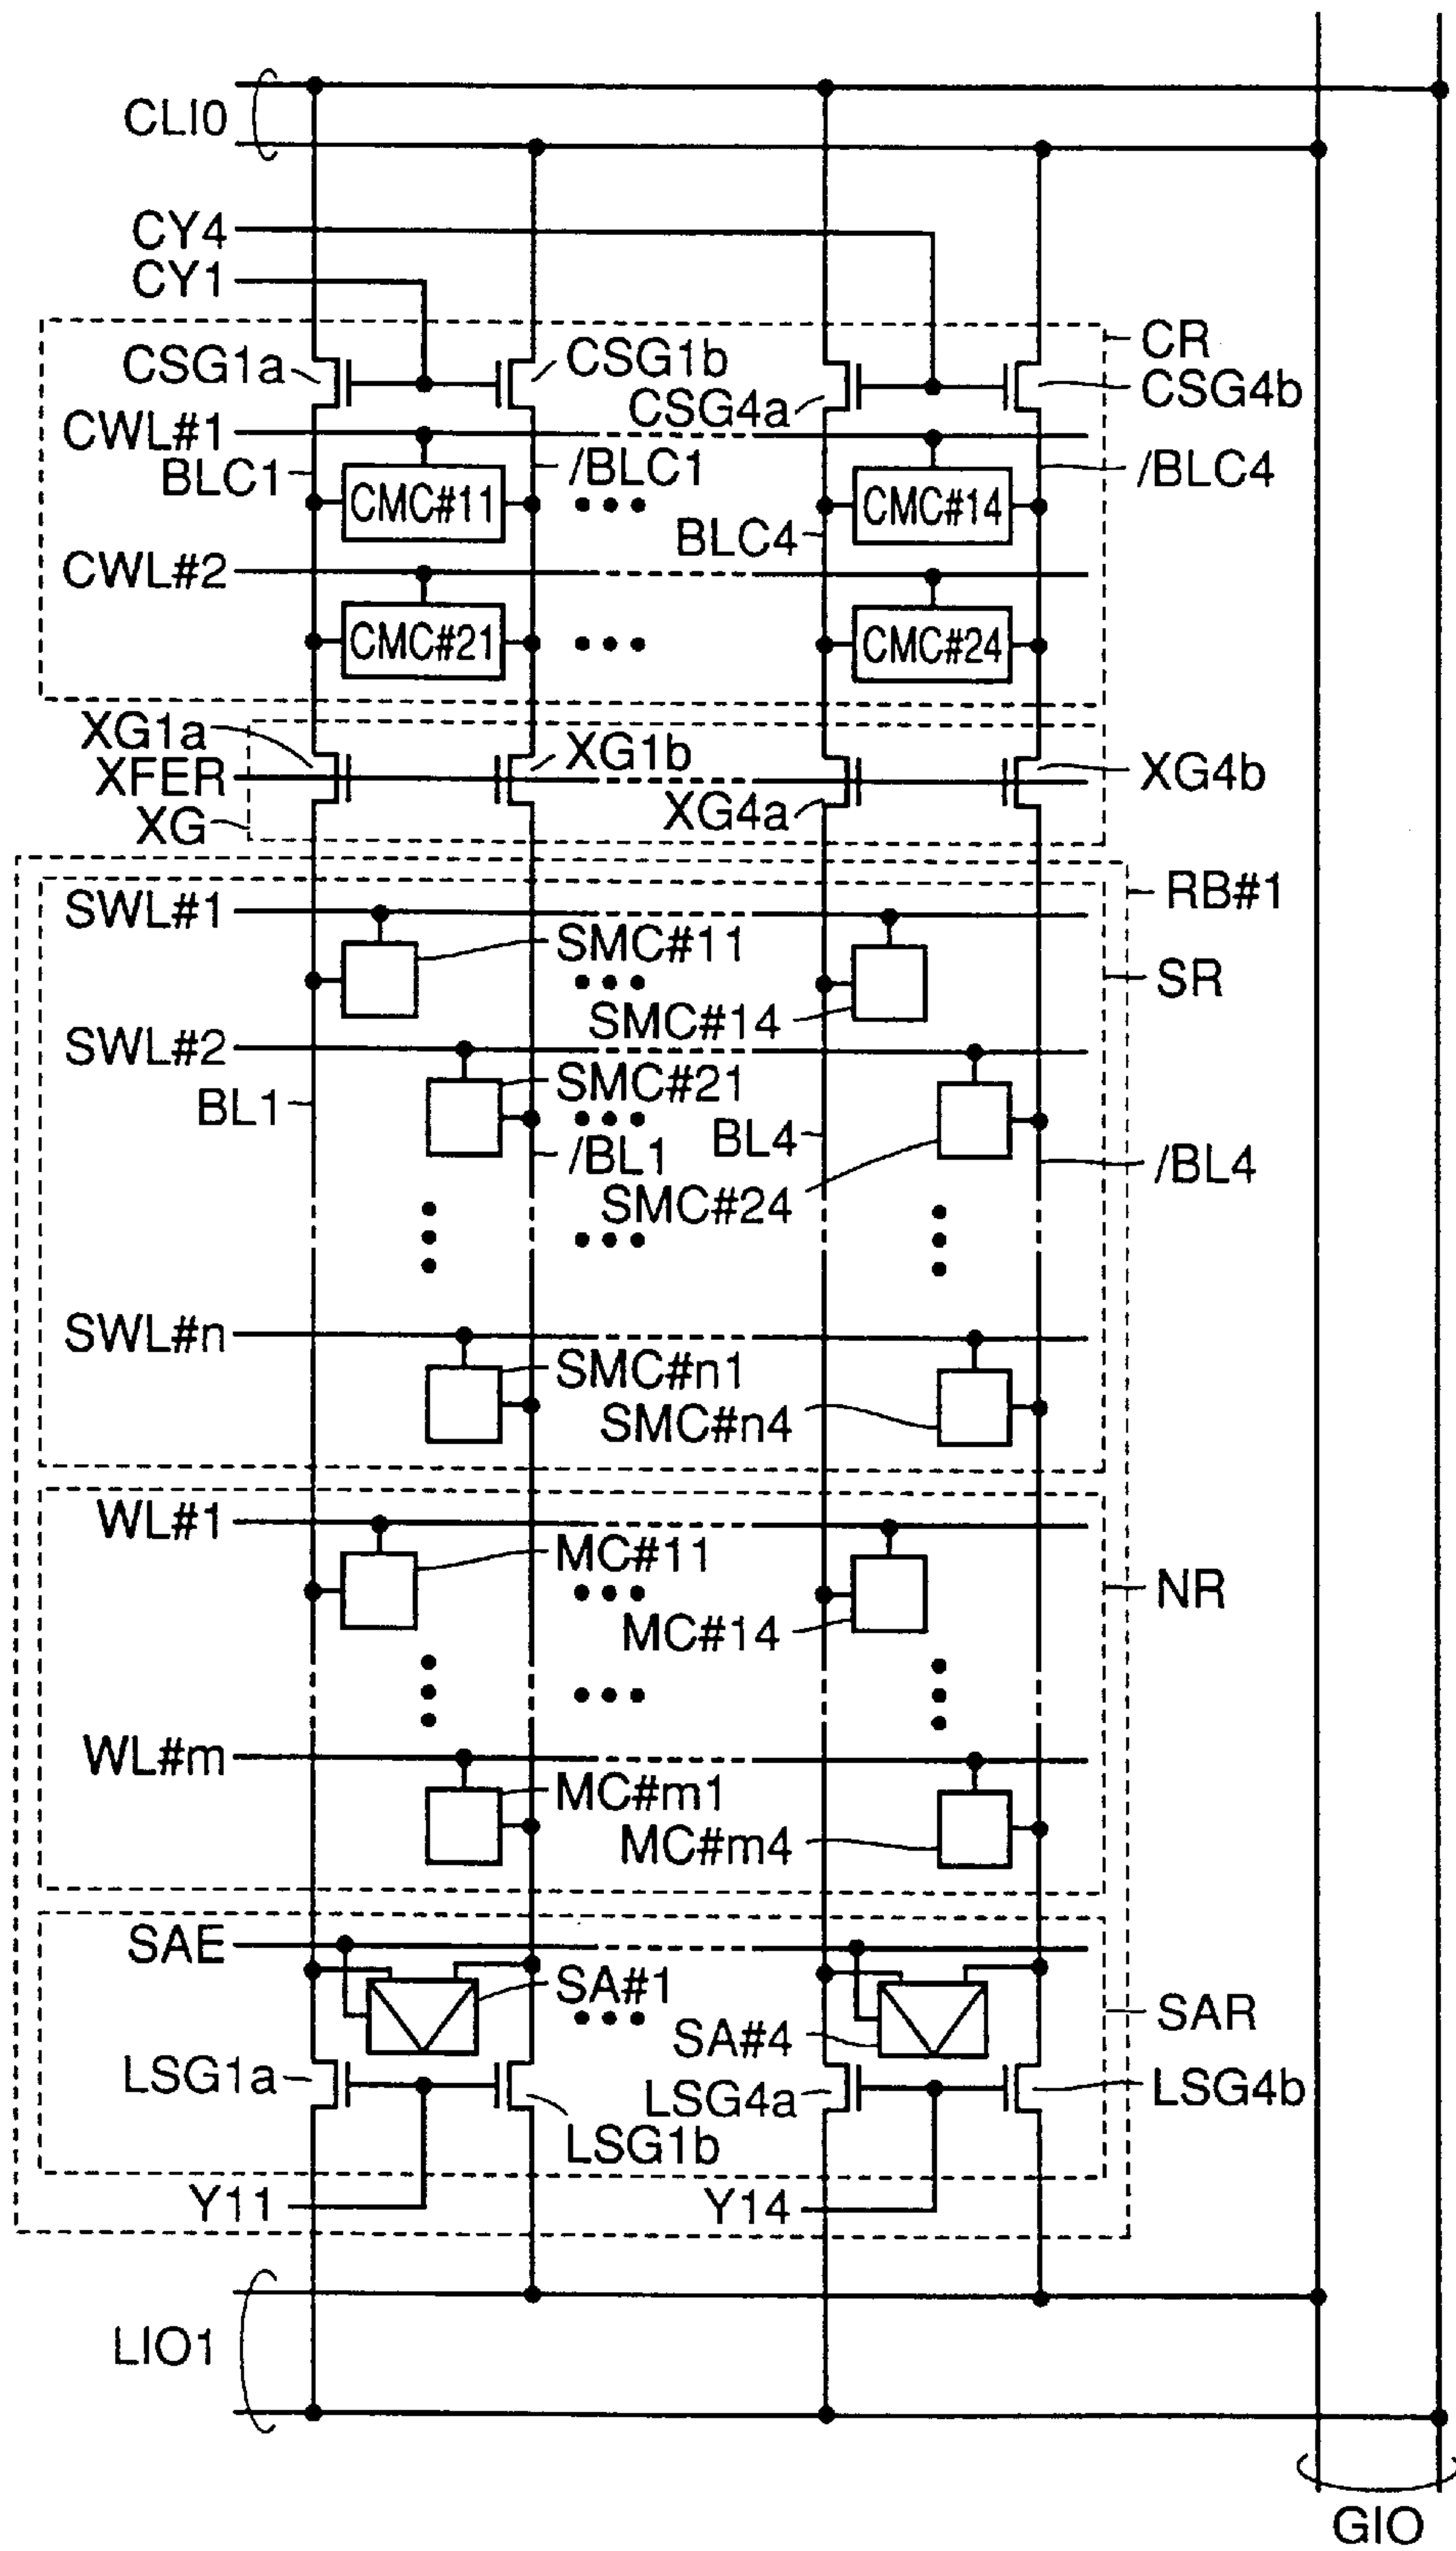 CLI0
CY4
CY1
CR
CSG1a
CSG1b
CSG4a
CSG4b
CWL#1
BLC1
/BLC1
/BLC4
CMC#11
CMC#14
BLC4
CWL#2
CMC#21
CMC#24
XG1a
XG1b
XFER
XG4b
XG4a
XG
RB#1
SWL#1
SMC#11
SR
SMC#14
SWL#2
SMC#21
BL1
BL4
/BL1
/BL4
SMC#24
SWL#n
SMC#n1
SMC#n4
WL#1
MC#11
NR
MC#14
WL#m
MC#m1
MC#m4
SAE
SA#1
SAR
SA#4
LSG1a
LSG4a
LSG4b
LSG1b
Y11
Y14
LIO1
GIO